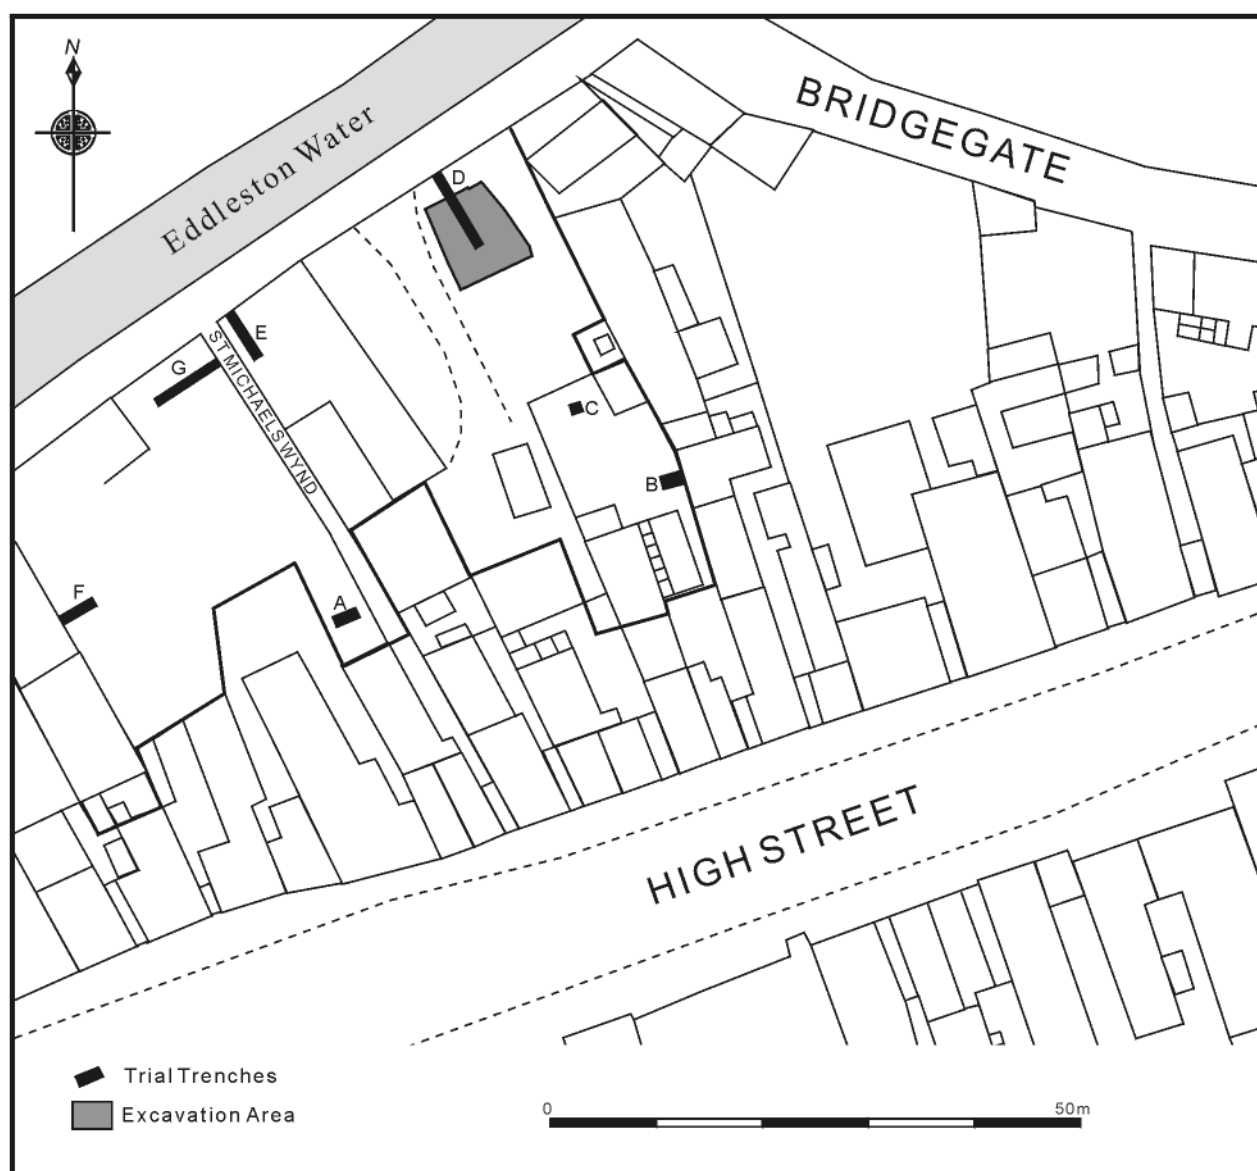 N
BRIDGEGATE
Eddleston Water
D
E
ST MICHAELS WYND
G
C
B
F
A
HIGH STREET
Trial Trenches
Excavation Area
0
50m